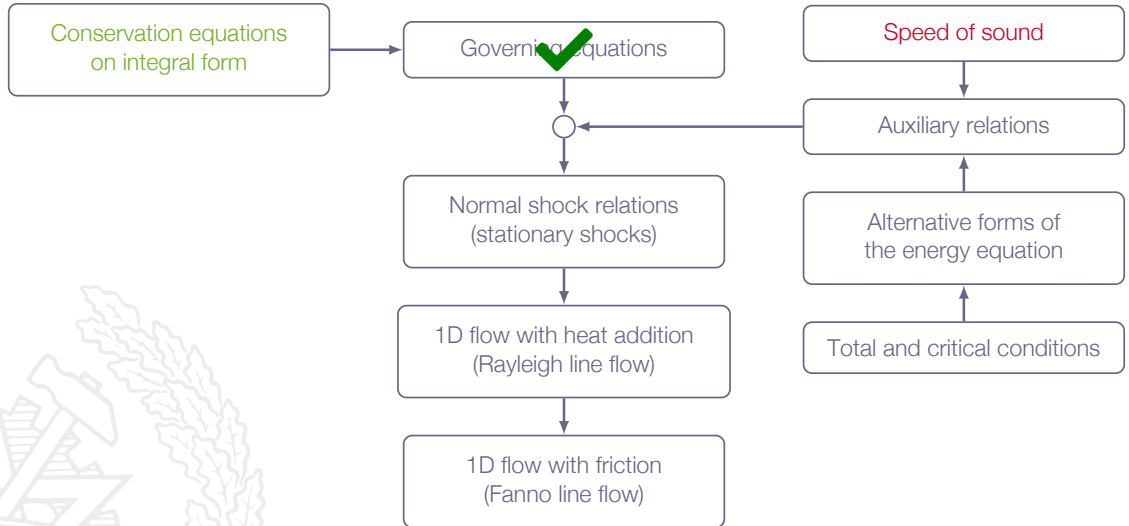 Conservation equations
on integral form
Governing equations
Speed of sound
Auxiliary relations
Normal shock relations
(stationary shocks)
Alternative forms of
the energy equation
1D flow with heat addition
(Rayleigh line flow)
Total and critical conditions
1D flow with friction
(Fanno line flow)